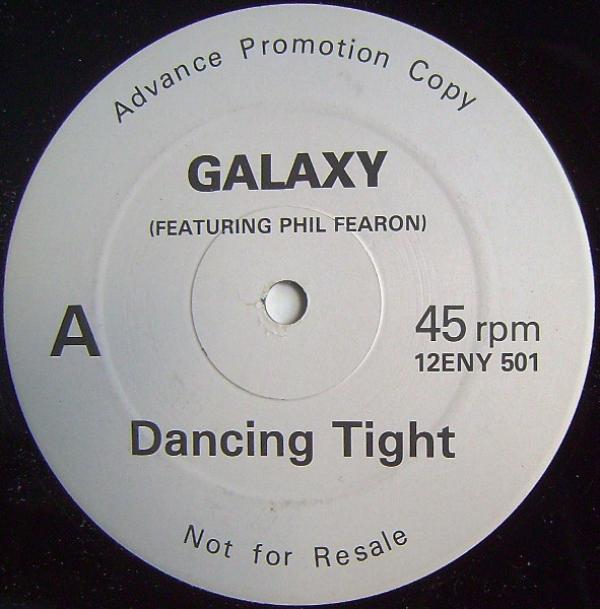 Advance Promotion Copy
GALAXY
(FEATURING PHIL FEARON)
A
45 rpm
12ENY 501
Dancing Tight
Not for Resale